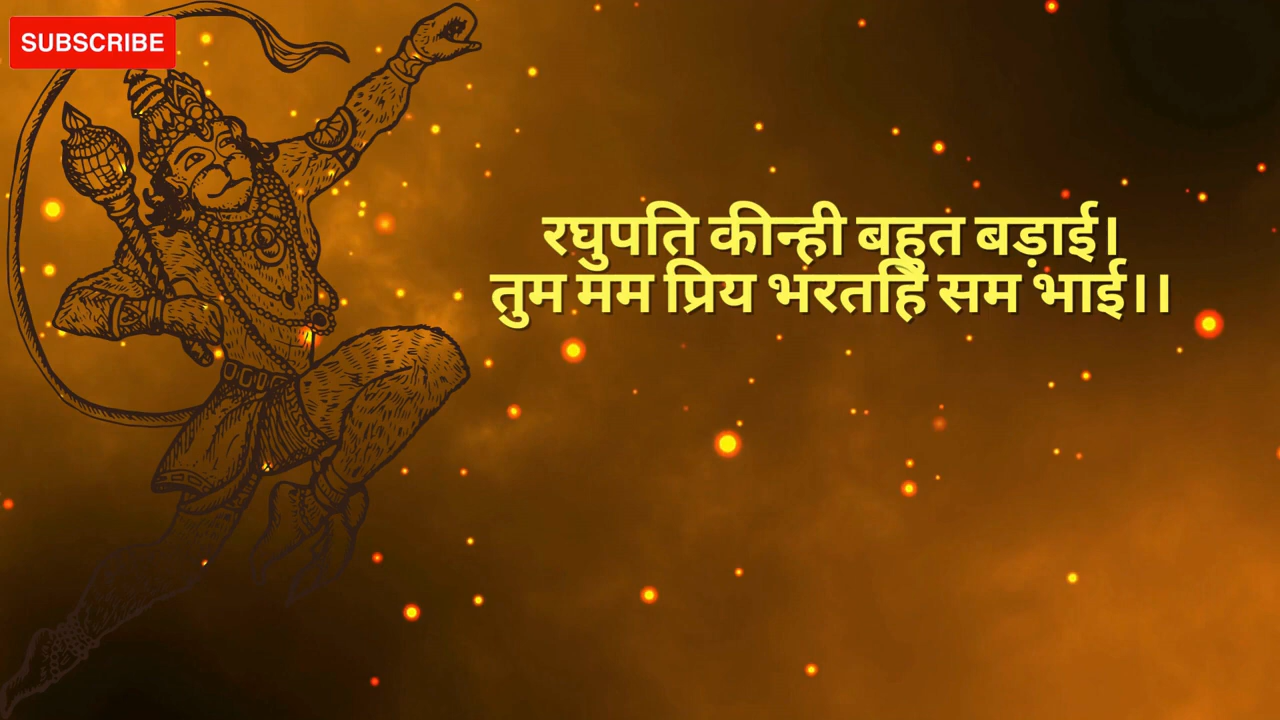 SUBSCRIBE
रघुपति कीन्ही बहुत बड़ाई।
तुम मम प्रिय भरतहि सम भाई।।